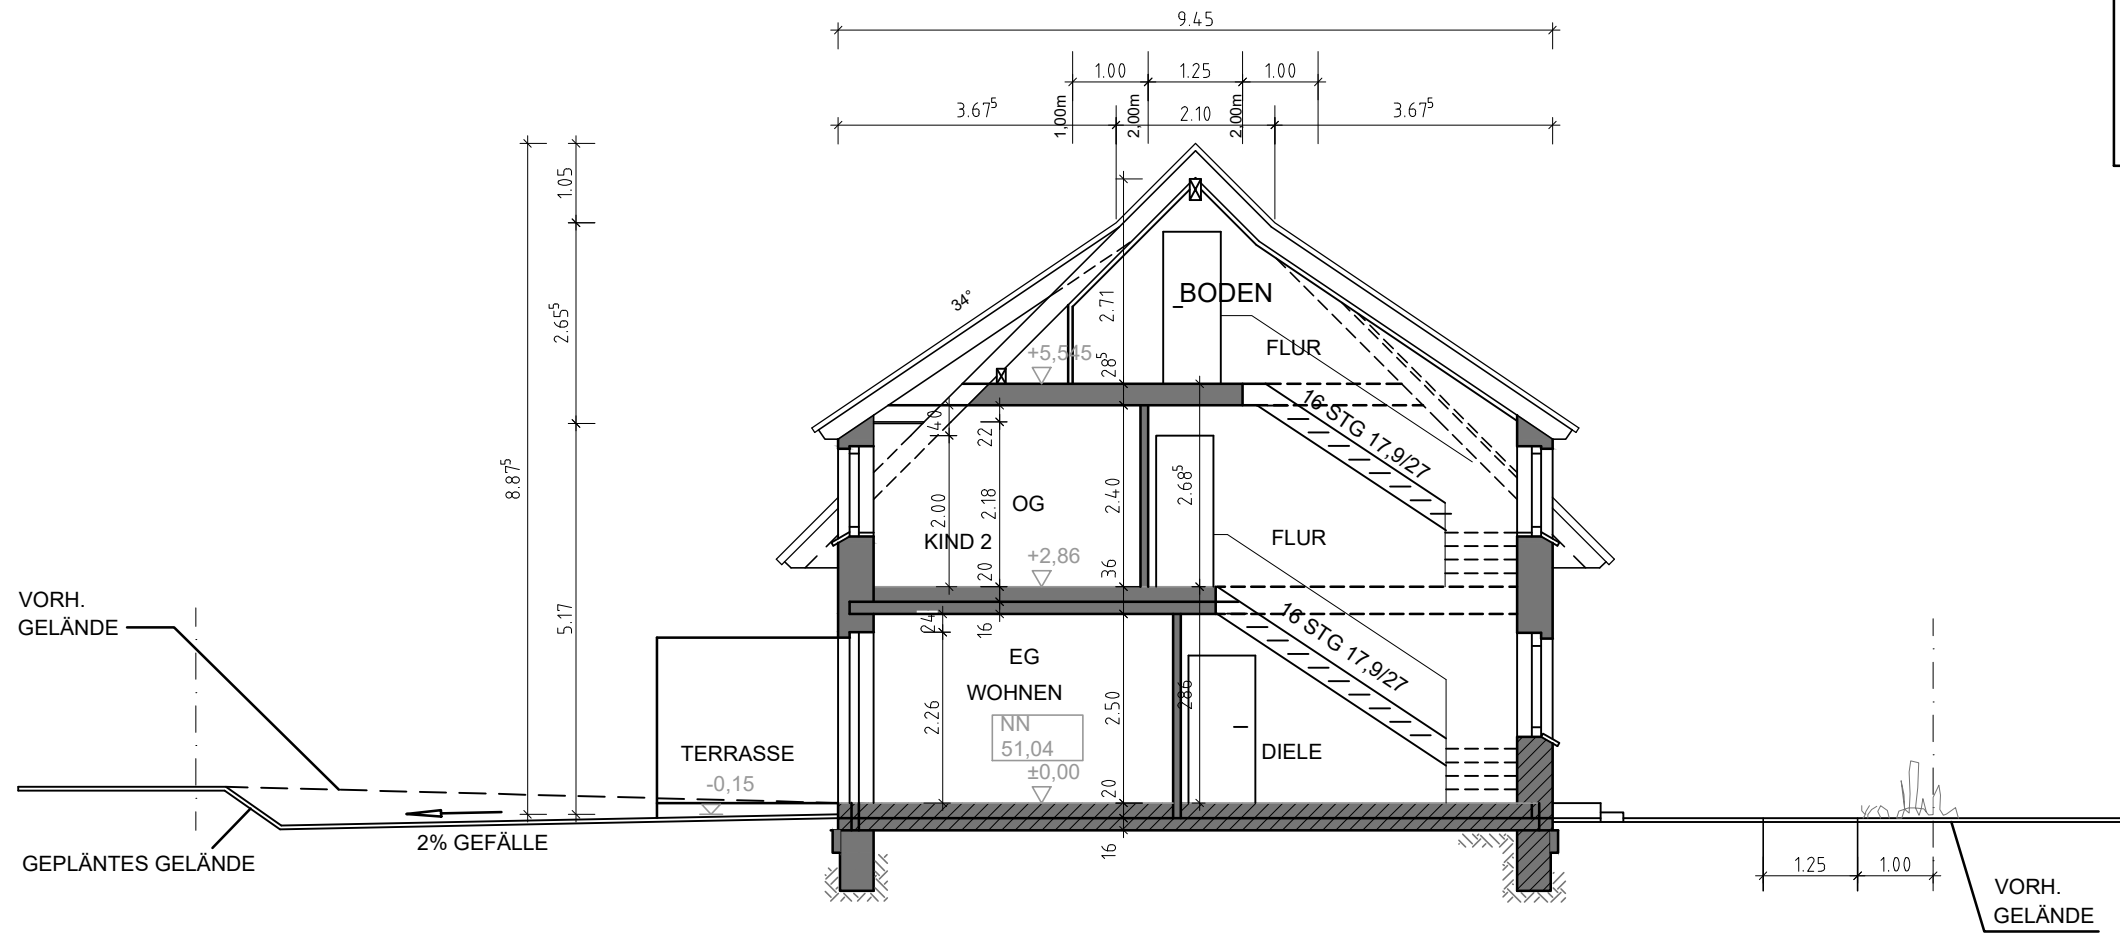 9.45
1.00
1.25
1.00
3.67⁵
1,00m
2,00m
2.10
2,00m
3.67⁵
1.05
2.65⁵
5.17
8.87⁵
34°
2.71
BODEN
FLUR
+5,545
28⁵
16 STG 17,9/27
40
22
2.00
2.18
OG
2.40
2.68⁵
KIND 2
FLUR
+2,86
20
36
VORH.
GELÄNDE
24
16
16 STG 17,9/27
EG
WOHNEN
2.26
2.50
286
NN
51,04
±0,00
DIELE
TERRASSE
-0,15
20
2% GEFÄLLE
16
GEPLÄNTES GELÄNDE
1.25
1.00
VORH.
GELÄNDE